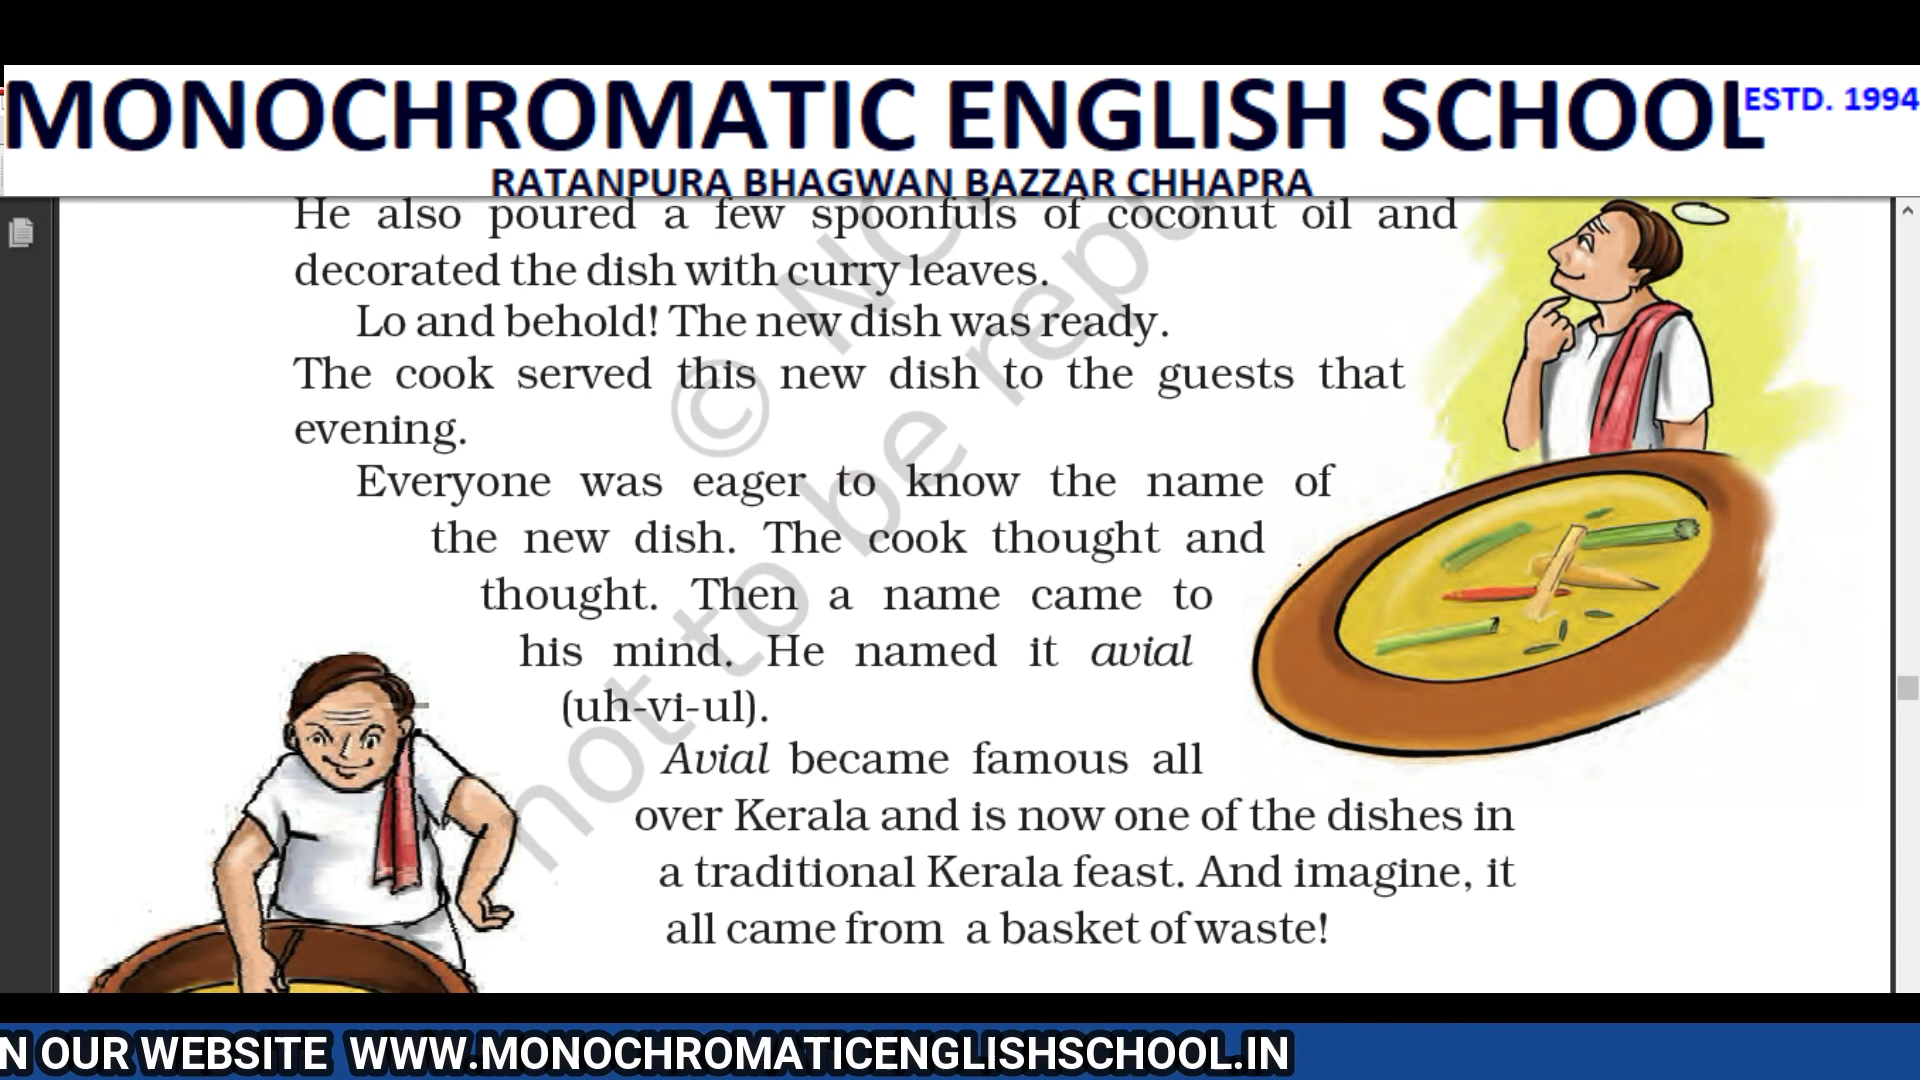 MONOCHROMATIC ENGLISH SCHOOL ESTD. 1994
RATANPURA BHAGWAN BAZZAR CHHAPRA
He also poured a few spoonfuls of coconut oil and
decorated the dish with curry leaves.
Lo and behold! The new dish was ready.
The cook served this new dish to the guests that
evening.
Everyone was eager to know the name of
the new dish. The cook thought and
thought. Then a name came to
his mind. He named it avial
(uh-vi-ul).
Avial became famous all
over Kerala and is now one of the dishes in
a traditional Kerala feast. And imagine, it
all came from a basket of waste!
© NC
not to be repu
N OUR WEBSITE WWW.MONOCHROMATICENGLISHSCHOOL.IN